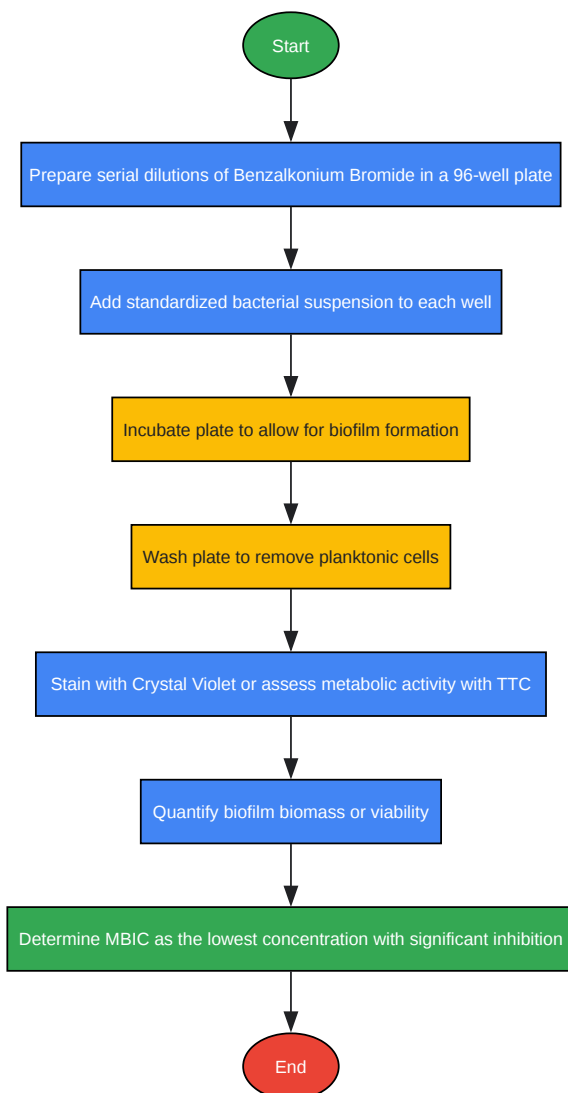 Start
Prepare serial dilutions of Benzalkonium Bromide in a 96-well plate
Add standardized bacterial suspension to each well
Incubate plate to allow for biofilm formation
Wash plate to remove planktonic cells
Stain with Crystal Violet or assess metabolic activity with TTC
Quantify biofilm biomass or viability
Determine MBIC as the lowest concentration with significant inhibition
End